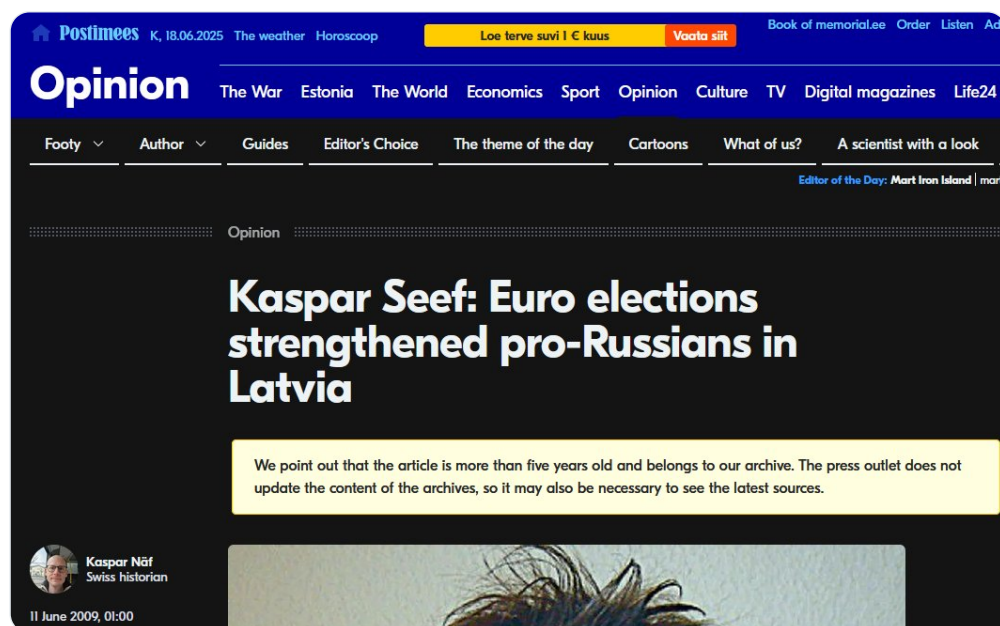 Postimees K, 18.06.2025 The weather Horoscoop Loe terve suvi 1 € kuus Vaata siit Book of memorial.ee Order Listen Ad
Opinion The War Estonia The World Economics Sport Opinion Culture TV Digital magazines Life24
Footy Author Guides Editor's Choice The theme of the day Cartoons What of us? A scientist with a look
Editor of the Day: Mart Iron Island | mar
Opinion
Kaspar Seef: Euro elections
strengthened pro-Russians in
Latvia
We point out that the article is more than five years old and belongs to our archive. The press outlet does not
update the content of the archives, so it may also be necessary to see the latest sources.
Kaspar Näf
Swiss historian
11 June 2009, 01:00